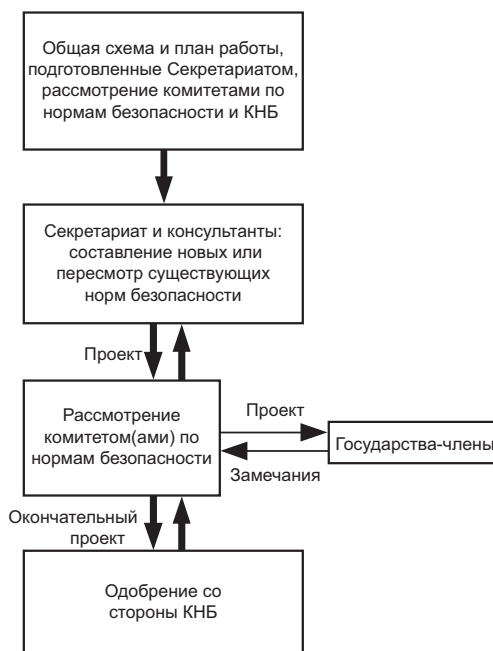 Общая схема и план работы,
подготовленные Секретариатом,
рассмотрение комитетами по
нормам безопасности и КНБ
Секретариат и консультанты:
составление новых или
пересмотр существующих
норм безопасности
Проект
Рассмотрение
комитетом(ами) по
нормам безопасности
Проект
Государства-члены
Замечания
Окончательный
проект
Одобрение со
стороны КНБ